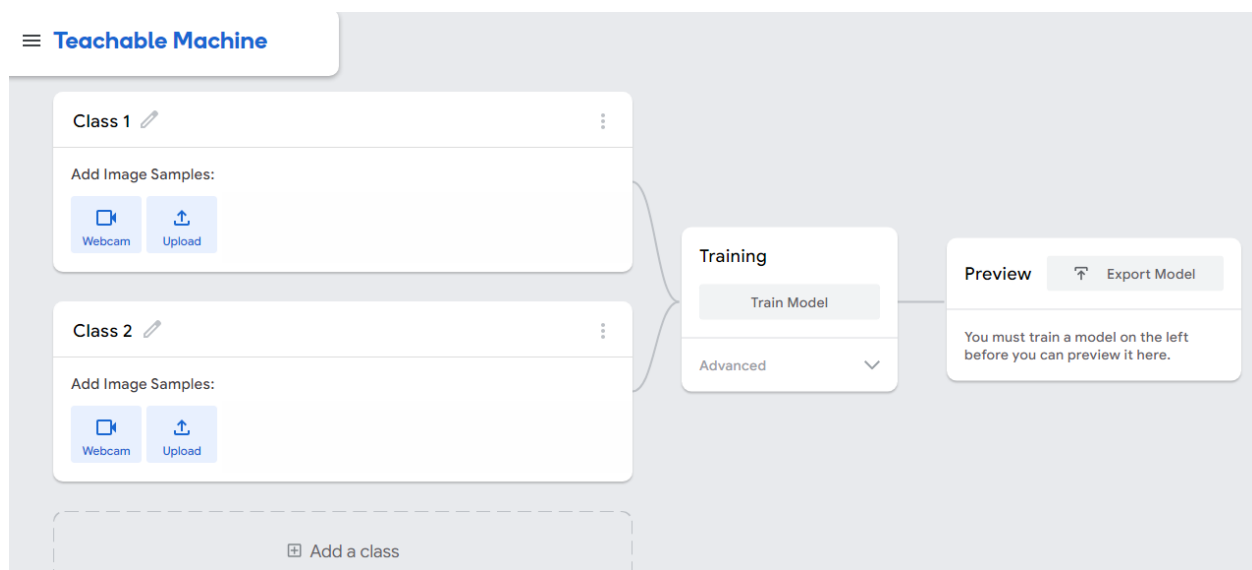 Teachable Machine
Class 1
Add Image Samples:
Webcam
Upload
Class 2
Add Image Samples:
Webcam
Upload
Add a class
Training
Train Model
Advanced
Preview
Export Model
You must train a model on the left
before you can preview it here.